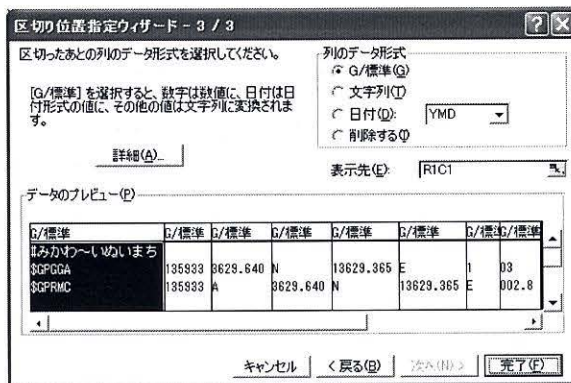 区切り位置指定ウィザード - 3 / 3
区切ったあとの列のデータ形式を選択してください。
[G/標準] を選択すると、数字は数値に、日付は日付形式の値に、その他の値は文字列に変換されます。
詳細(A)...
列のデータ形式
G/標準(G)
文字列(T)
日付(D): YMD
削除する(I)
表示先(E): R1C1
データのプレビュー(P)
G/標準 G/標準 G/標準 G/標準 G/標準 G/標準 G/標準 G/標準
#みかわ～いぬいまち
$GPGGA 135933 3629.640 N 13629.365 E 1 03
$GPRMC 135933 A 3629.640 N 13629.365 E 002.8
キャンセル < 戻る(B) 次へ(N) > 完了(F)